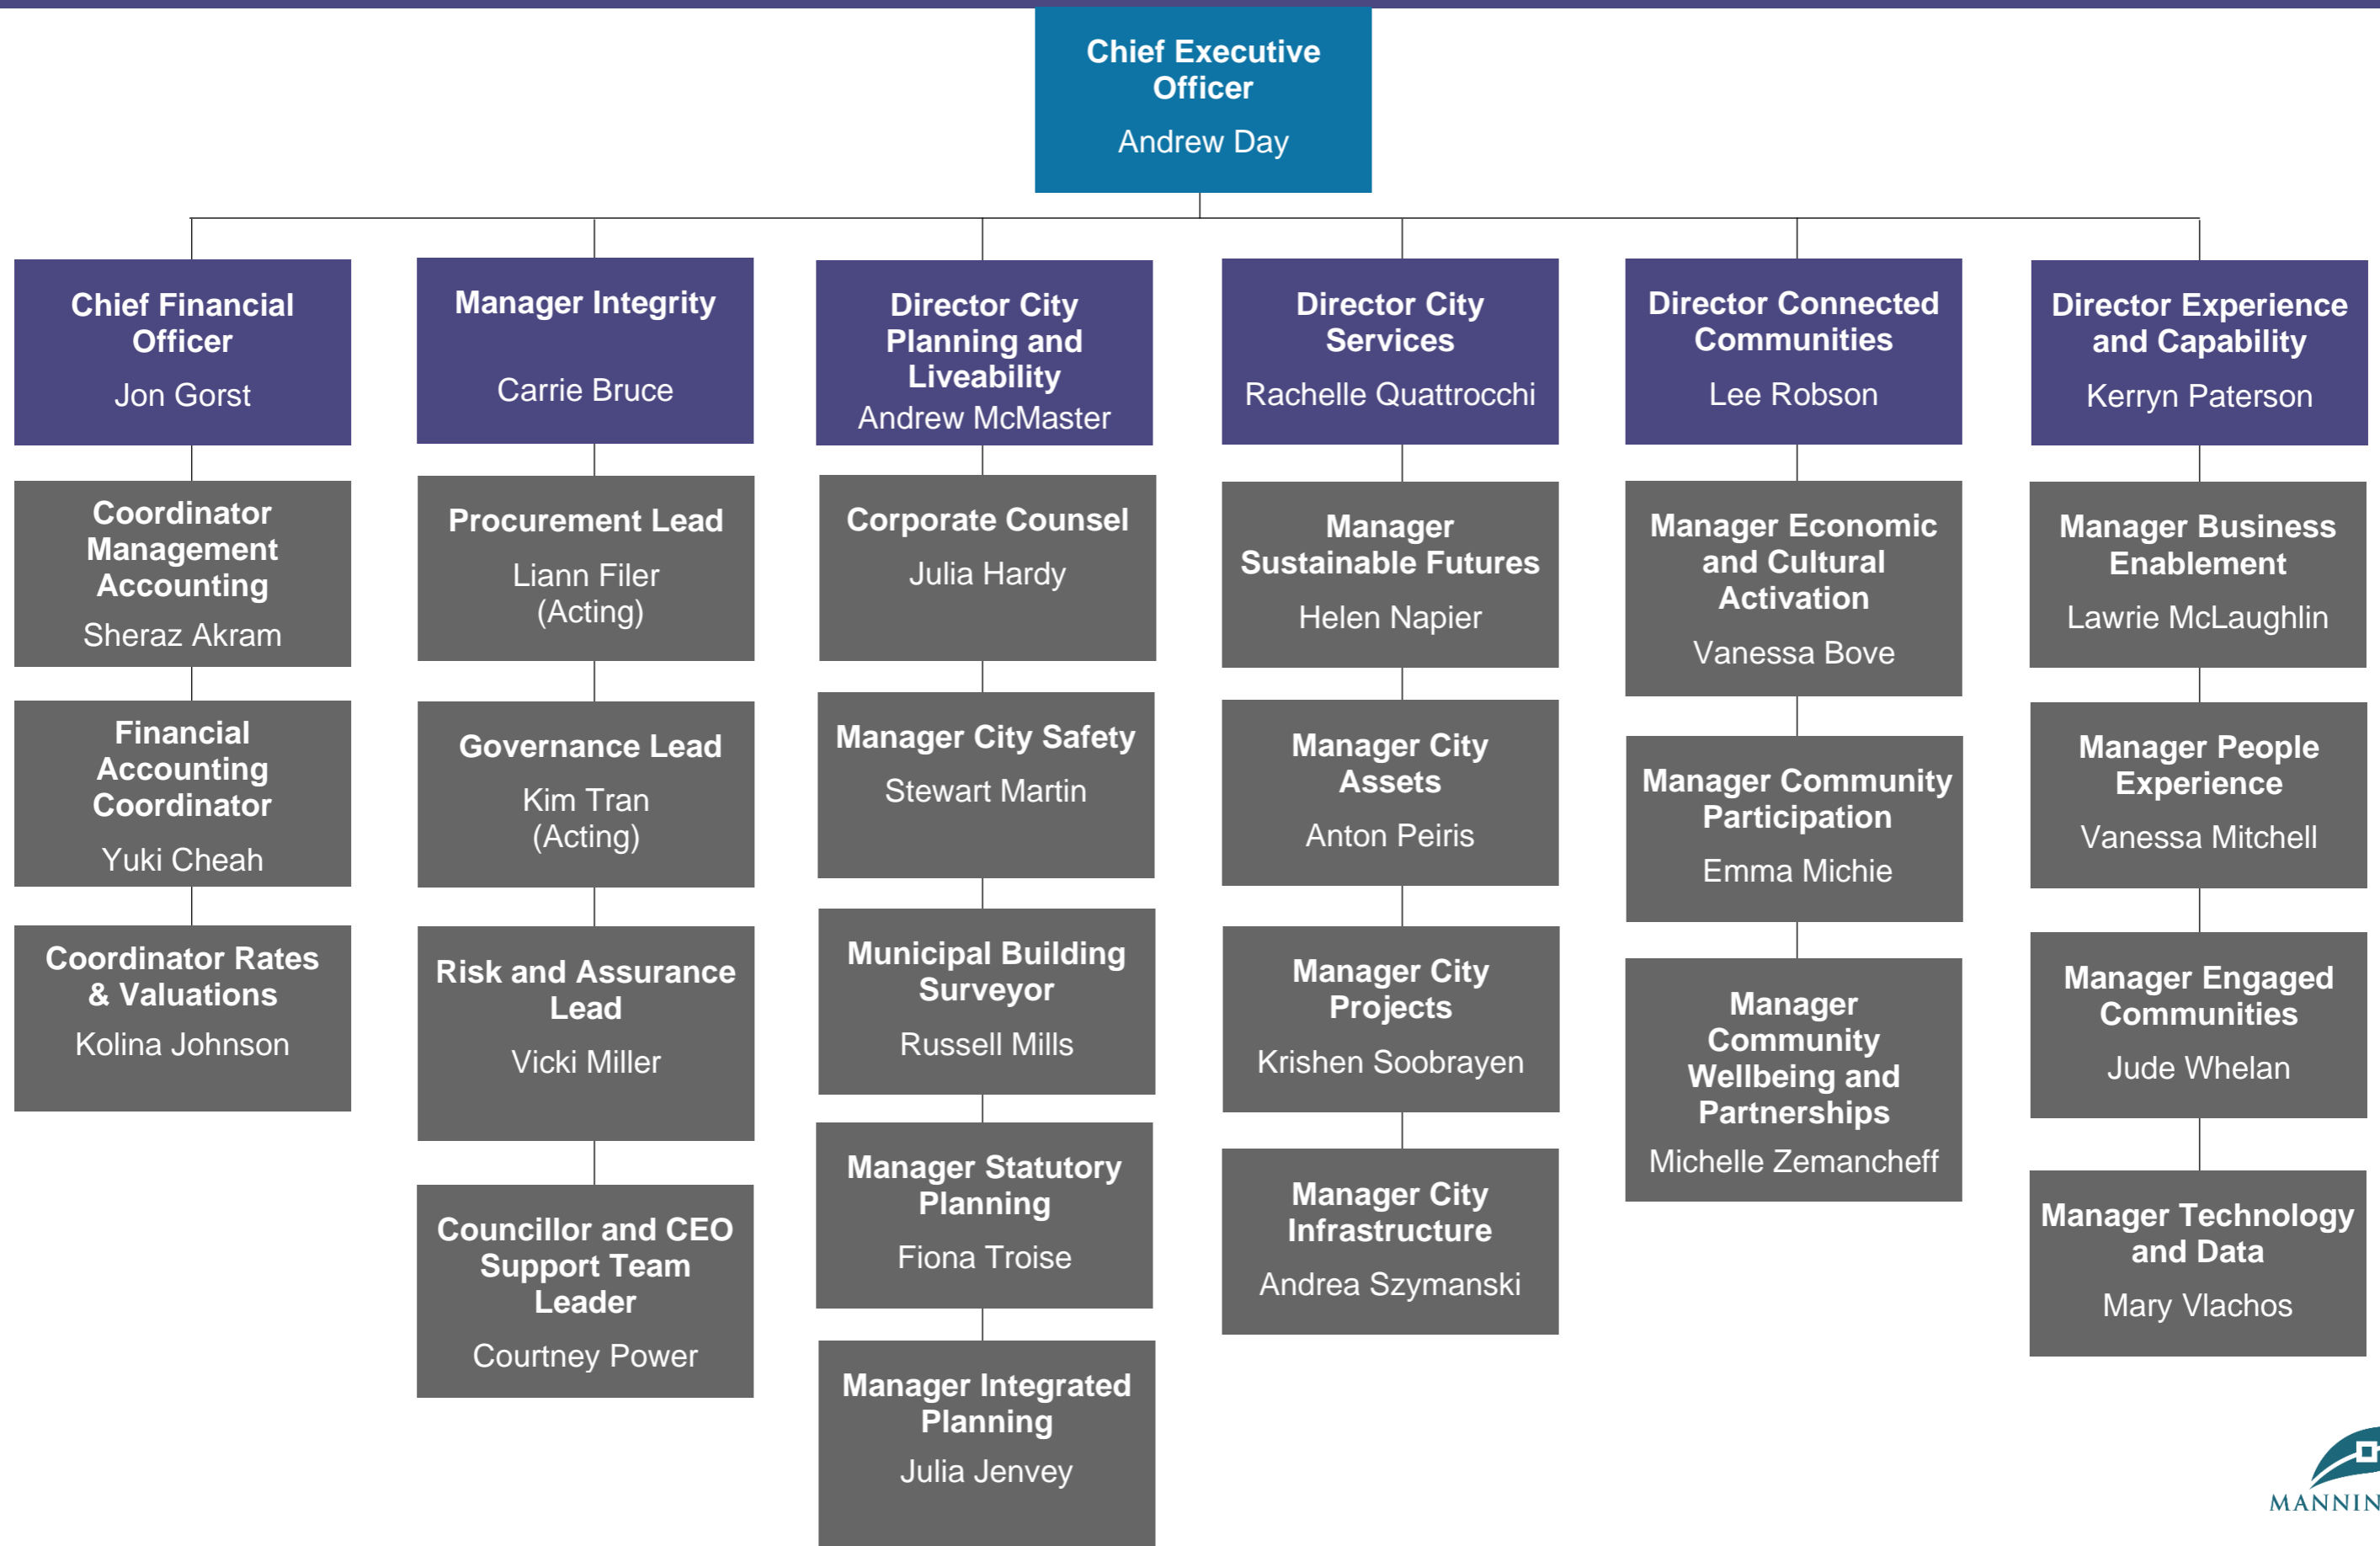 Chief Executive
Officer
Andrew Day
Chief Financial
Officer
Jon Gorst
Manager Integrity
Carrie Bruce
Director City
Planning and
Liveability
Andrew McMaster
Director City
Services
Rachelle Quattrocchi
Director Connected
Communities
Lee Robson
Director Experience
and Capability
Kerryn Paterson
Coordinator
Management
Accounting
Sheraz Akram
Financial
Accounting
Coordinator
Yuki Cheah
Coordinator Rates
& Valuations
Kolina Johnson
Procurement Lead
Liann Filer
(Acting)
Governance Lead
Kim Tran
(Acting)
Risk and Assurance
Lead
Vicki Miller
Councillor and CEO
Support Team
Leader
Courtney Power
Corporate Counsel
Julia Hardy
Manager City Safety
Stewart Martin
Municipal Building
Surveyor
Russell Mills
Manager Statutory
Planning
Fiona Troise
Manager Integrated
Planning
Julia Jenvey
Manager
Sustainable Futures
Helen Napier
Manager City
Assets
Anton Peiris
Manager City
Projects
Krishen Soobrayen
Manager City
Infrastructure
Andrea Szymanski
Manager Economic
and Cultural
Activation
Vanessa Bove
Manager Community
Participation
Emma Michie
Manager
Community
Wellbeing and
Partnerships
Michelle Zemancheff
Manager Business
Enablement
Lawrie McLaughlin
Manager People
Experience
Vanessa Mitchell
Manager Engaged
Communities
Jude Whelan
Manager Technology
and Data
Mary Vlachos
MANNIN